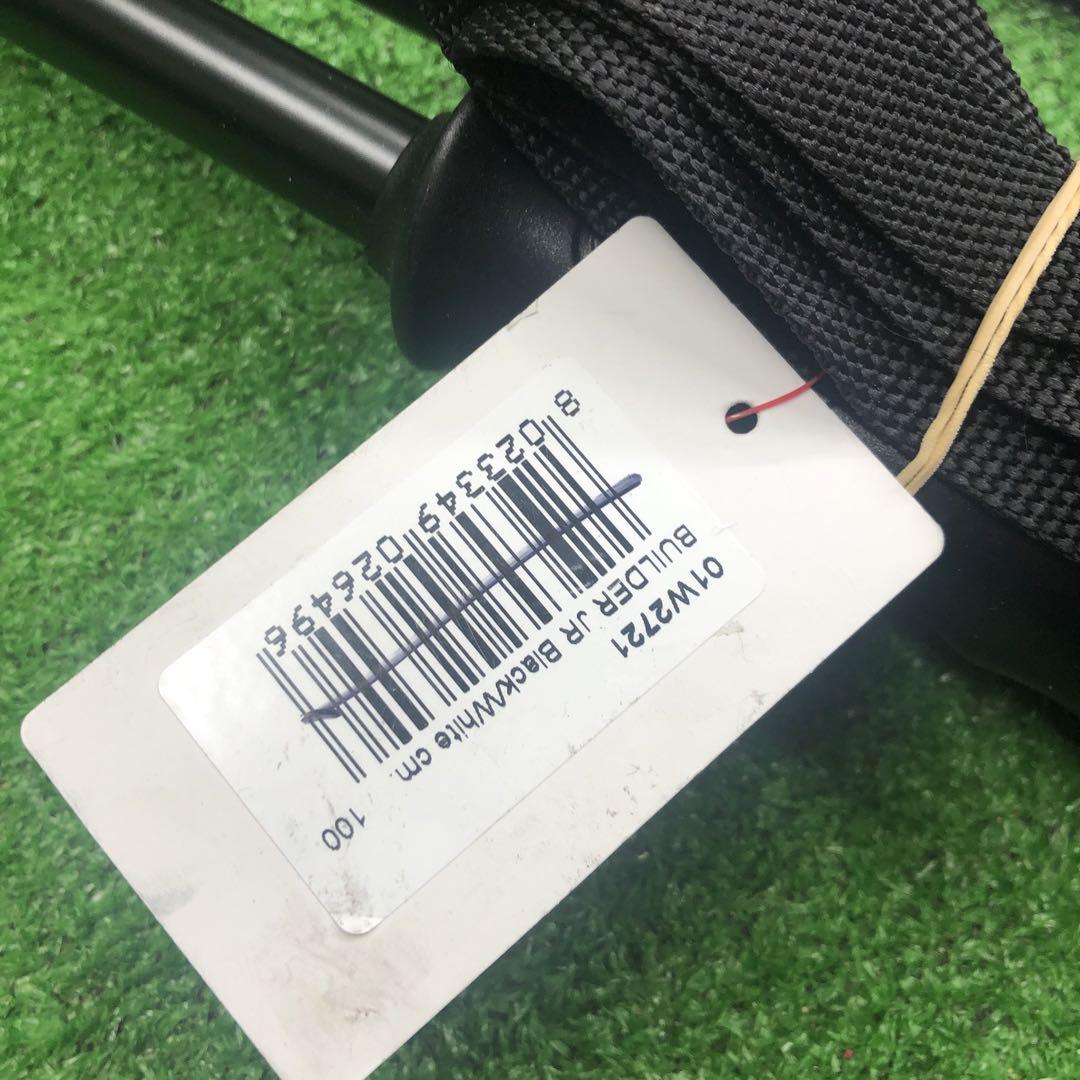 01W2721
BUILDER JR Black/White cm.
100
8 023349 026496